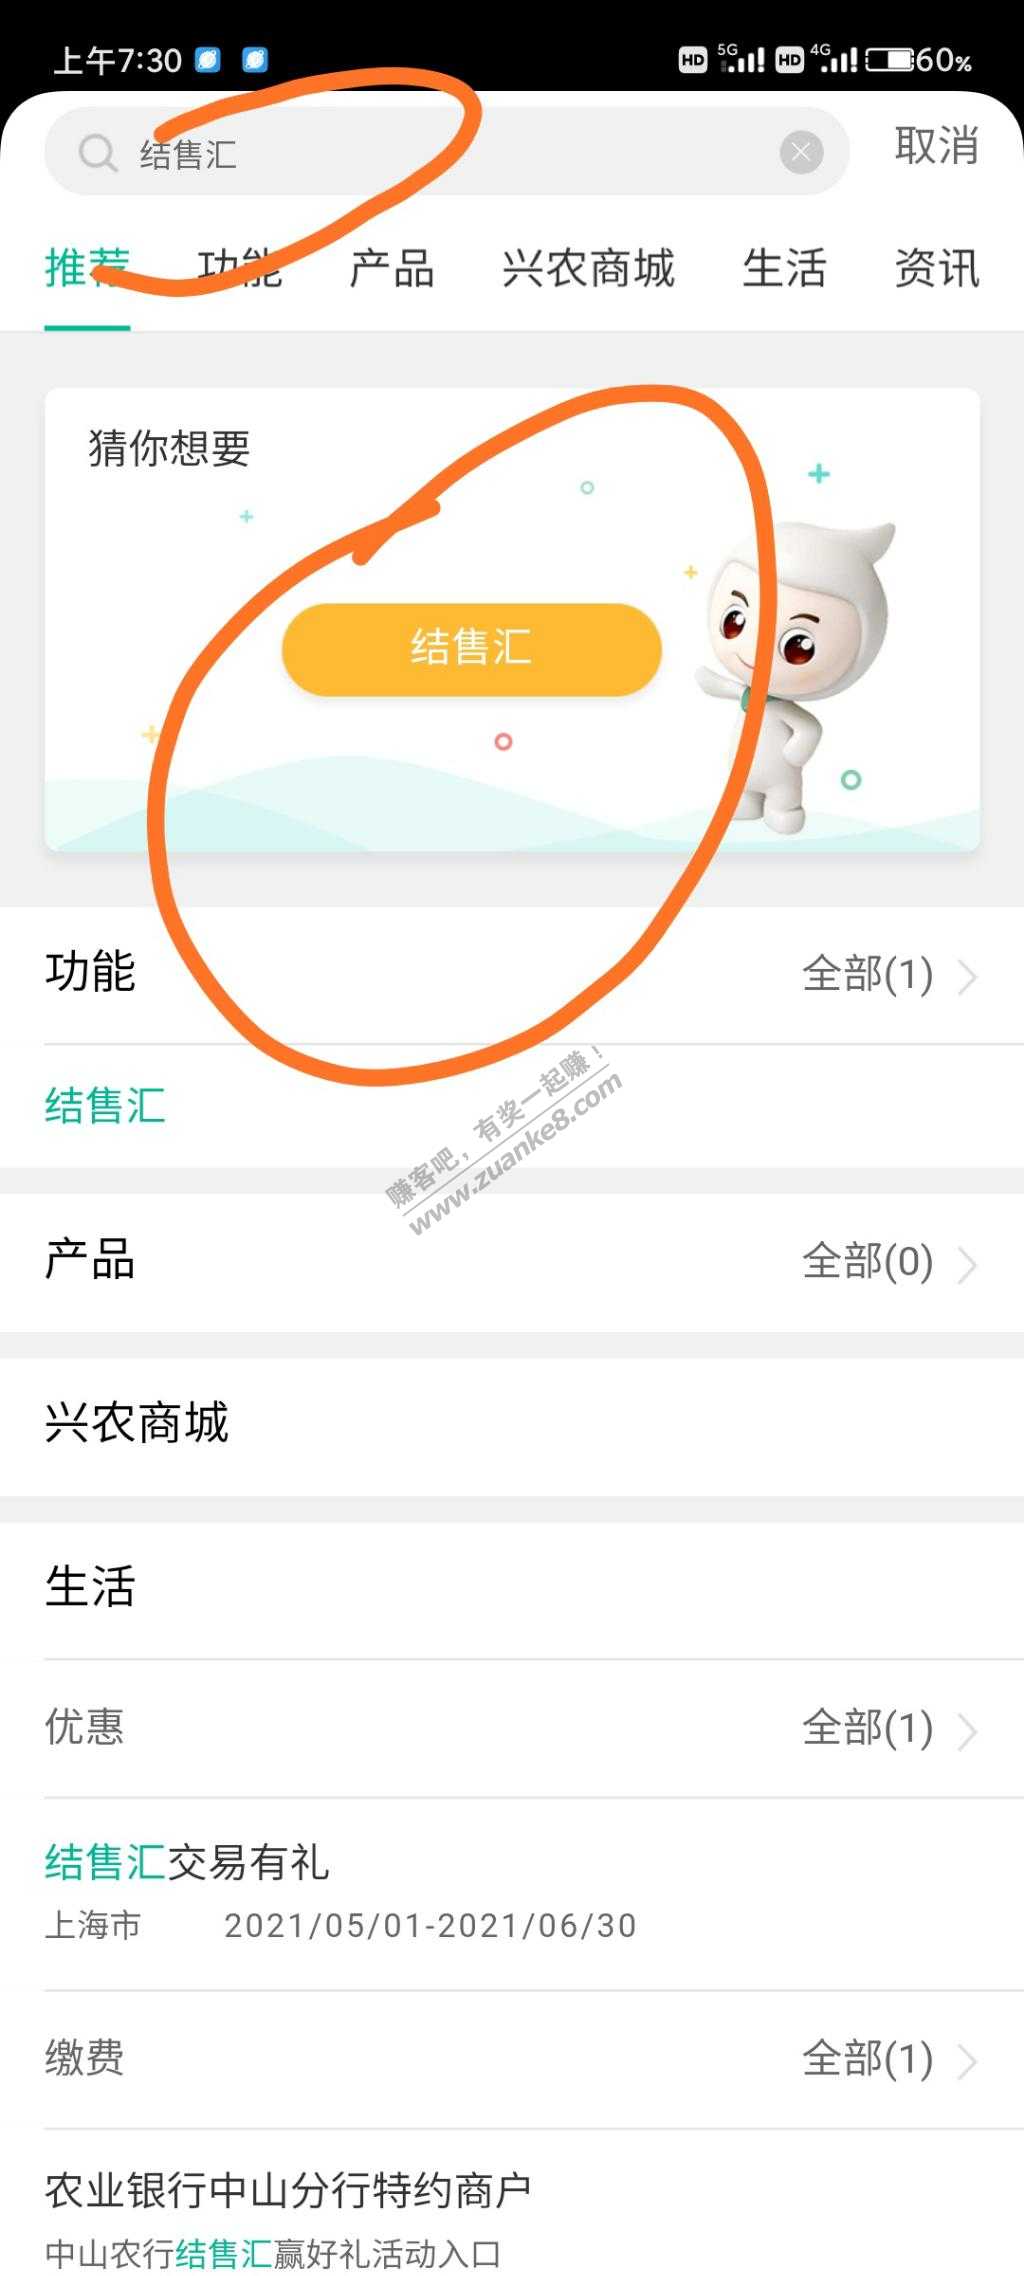 上午7:30 HD 5G HD 4G 60%
结售汇 取消
推荐 功能 产品 兴农商城 生活 资讯
猜你想要
结售汇
功能 全部(1)
结售汇
赚客吧，有奖一起赚！
www.zuanke8.com
产品 全部(0)
兴农商城
生活
优惠 全部(1)
结售汇交易有礼
上海市 2021/05/01-2021/06/30
缴费 全部(1)
农业银行中山分行特约商户
中山农行结售汇赢好礼活动入口